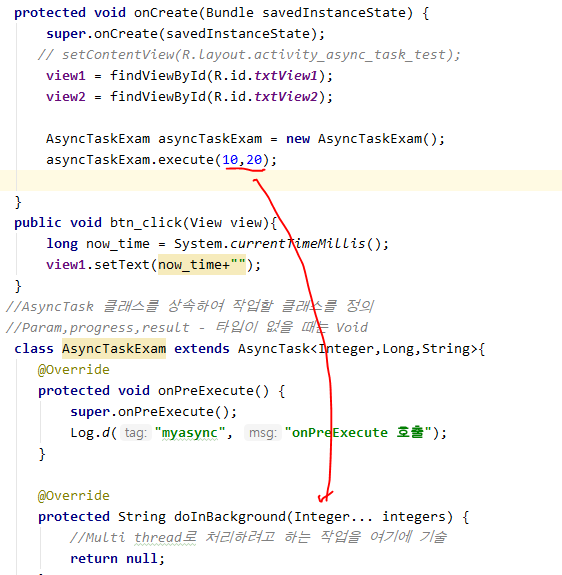 protected void onCreate(Bundle savedInstanceState) {
super.onCreate(savedInstanceState);
// setContentView(R.layout.activity_async_task_test);
view1 = findViewById(R.id.txtView1);
view2 = findViewById(R.id.txtView2);
AsyncTaskExam asyncTaskExam = new AsyncTaskExam();
asyncTaskExam.execute(10,20);
}
public void btn_click(View view){
long now_time = System.currentTimeMillis();
view1.setText(now_time+"");
}
//AsyncTask 클래스를 상속하여 작업할 클래스를 정의
//Param,progress,result - 타입이 없을 때는 Void
class AsyncTaskExam extends AsyncTask<Integer,Long,String>{
@Override
protected void onPreExecute() {
super.onPreExecute();
Log.d( tag: "myasync", msg: "onPreExecute 호출");
}
@Override
protected String doInBackground(Integer... integers) {
//Multi thread로 처리하려고 하는 작업을 여기에 기술
return null;
}